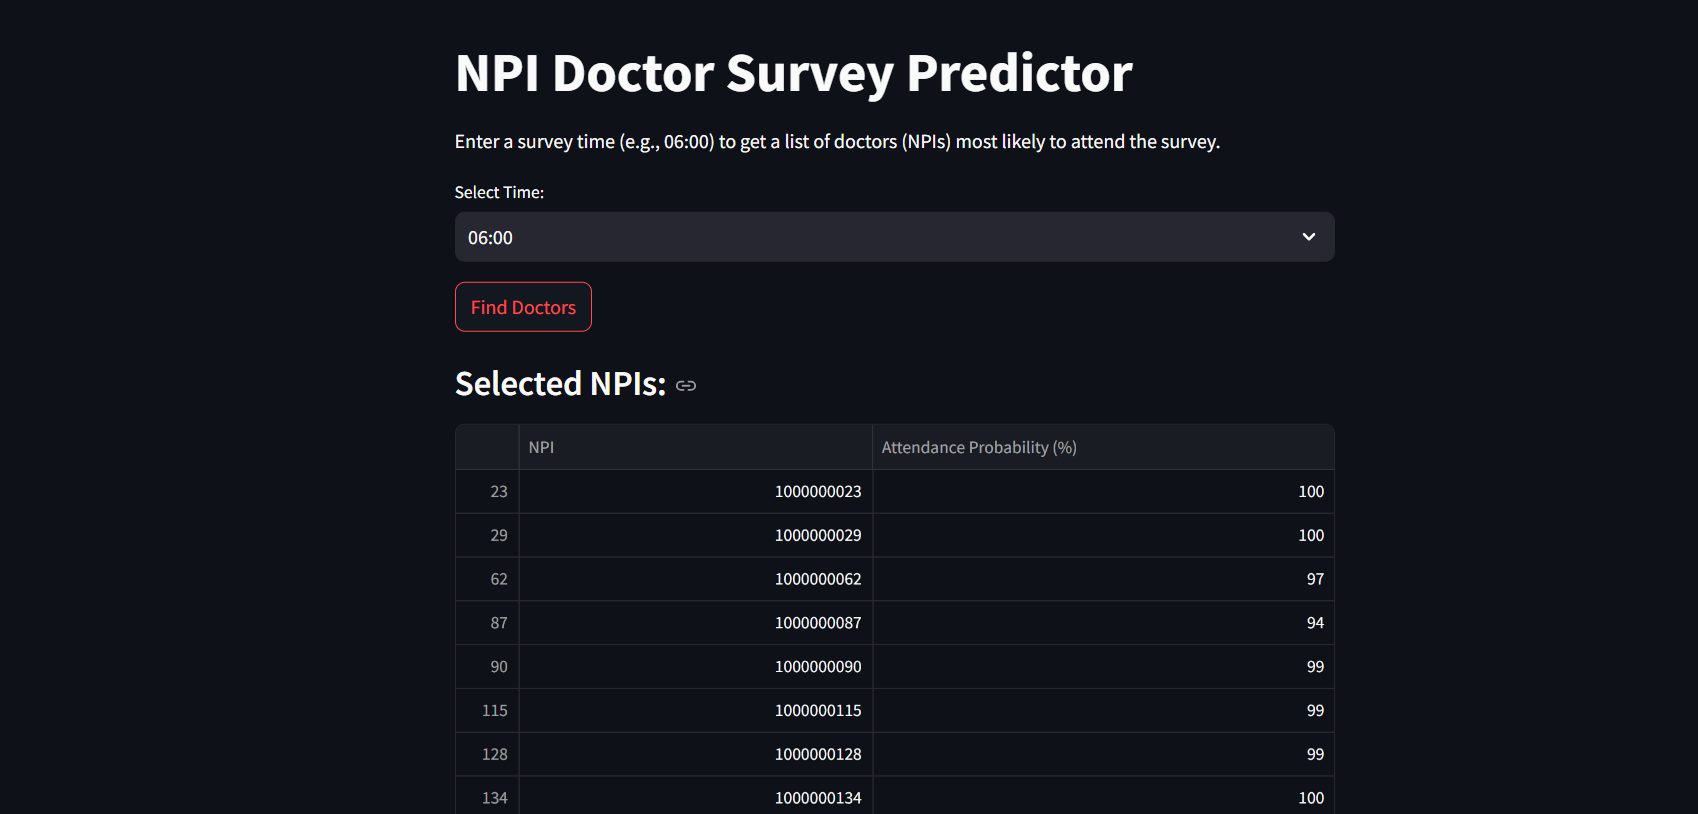 NPI Doctor Survey Predictor
Enter a survey time (e.g., 06:00) to get a list of doctors (NPIs) most likely to attend the survey.
Select Time:
06:00
Find Doctors
Selected NPIs:
NPI Attendance Probability (%)
23 1000000023 100
29 1000000029 100
62 1000000062 97
87 1000000087 94
90 1000000090 99
115 1000000115 99
128 1000000128 99
134 1000000134 100